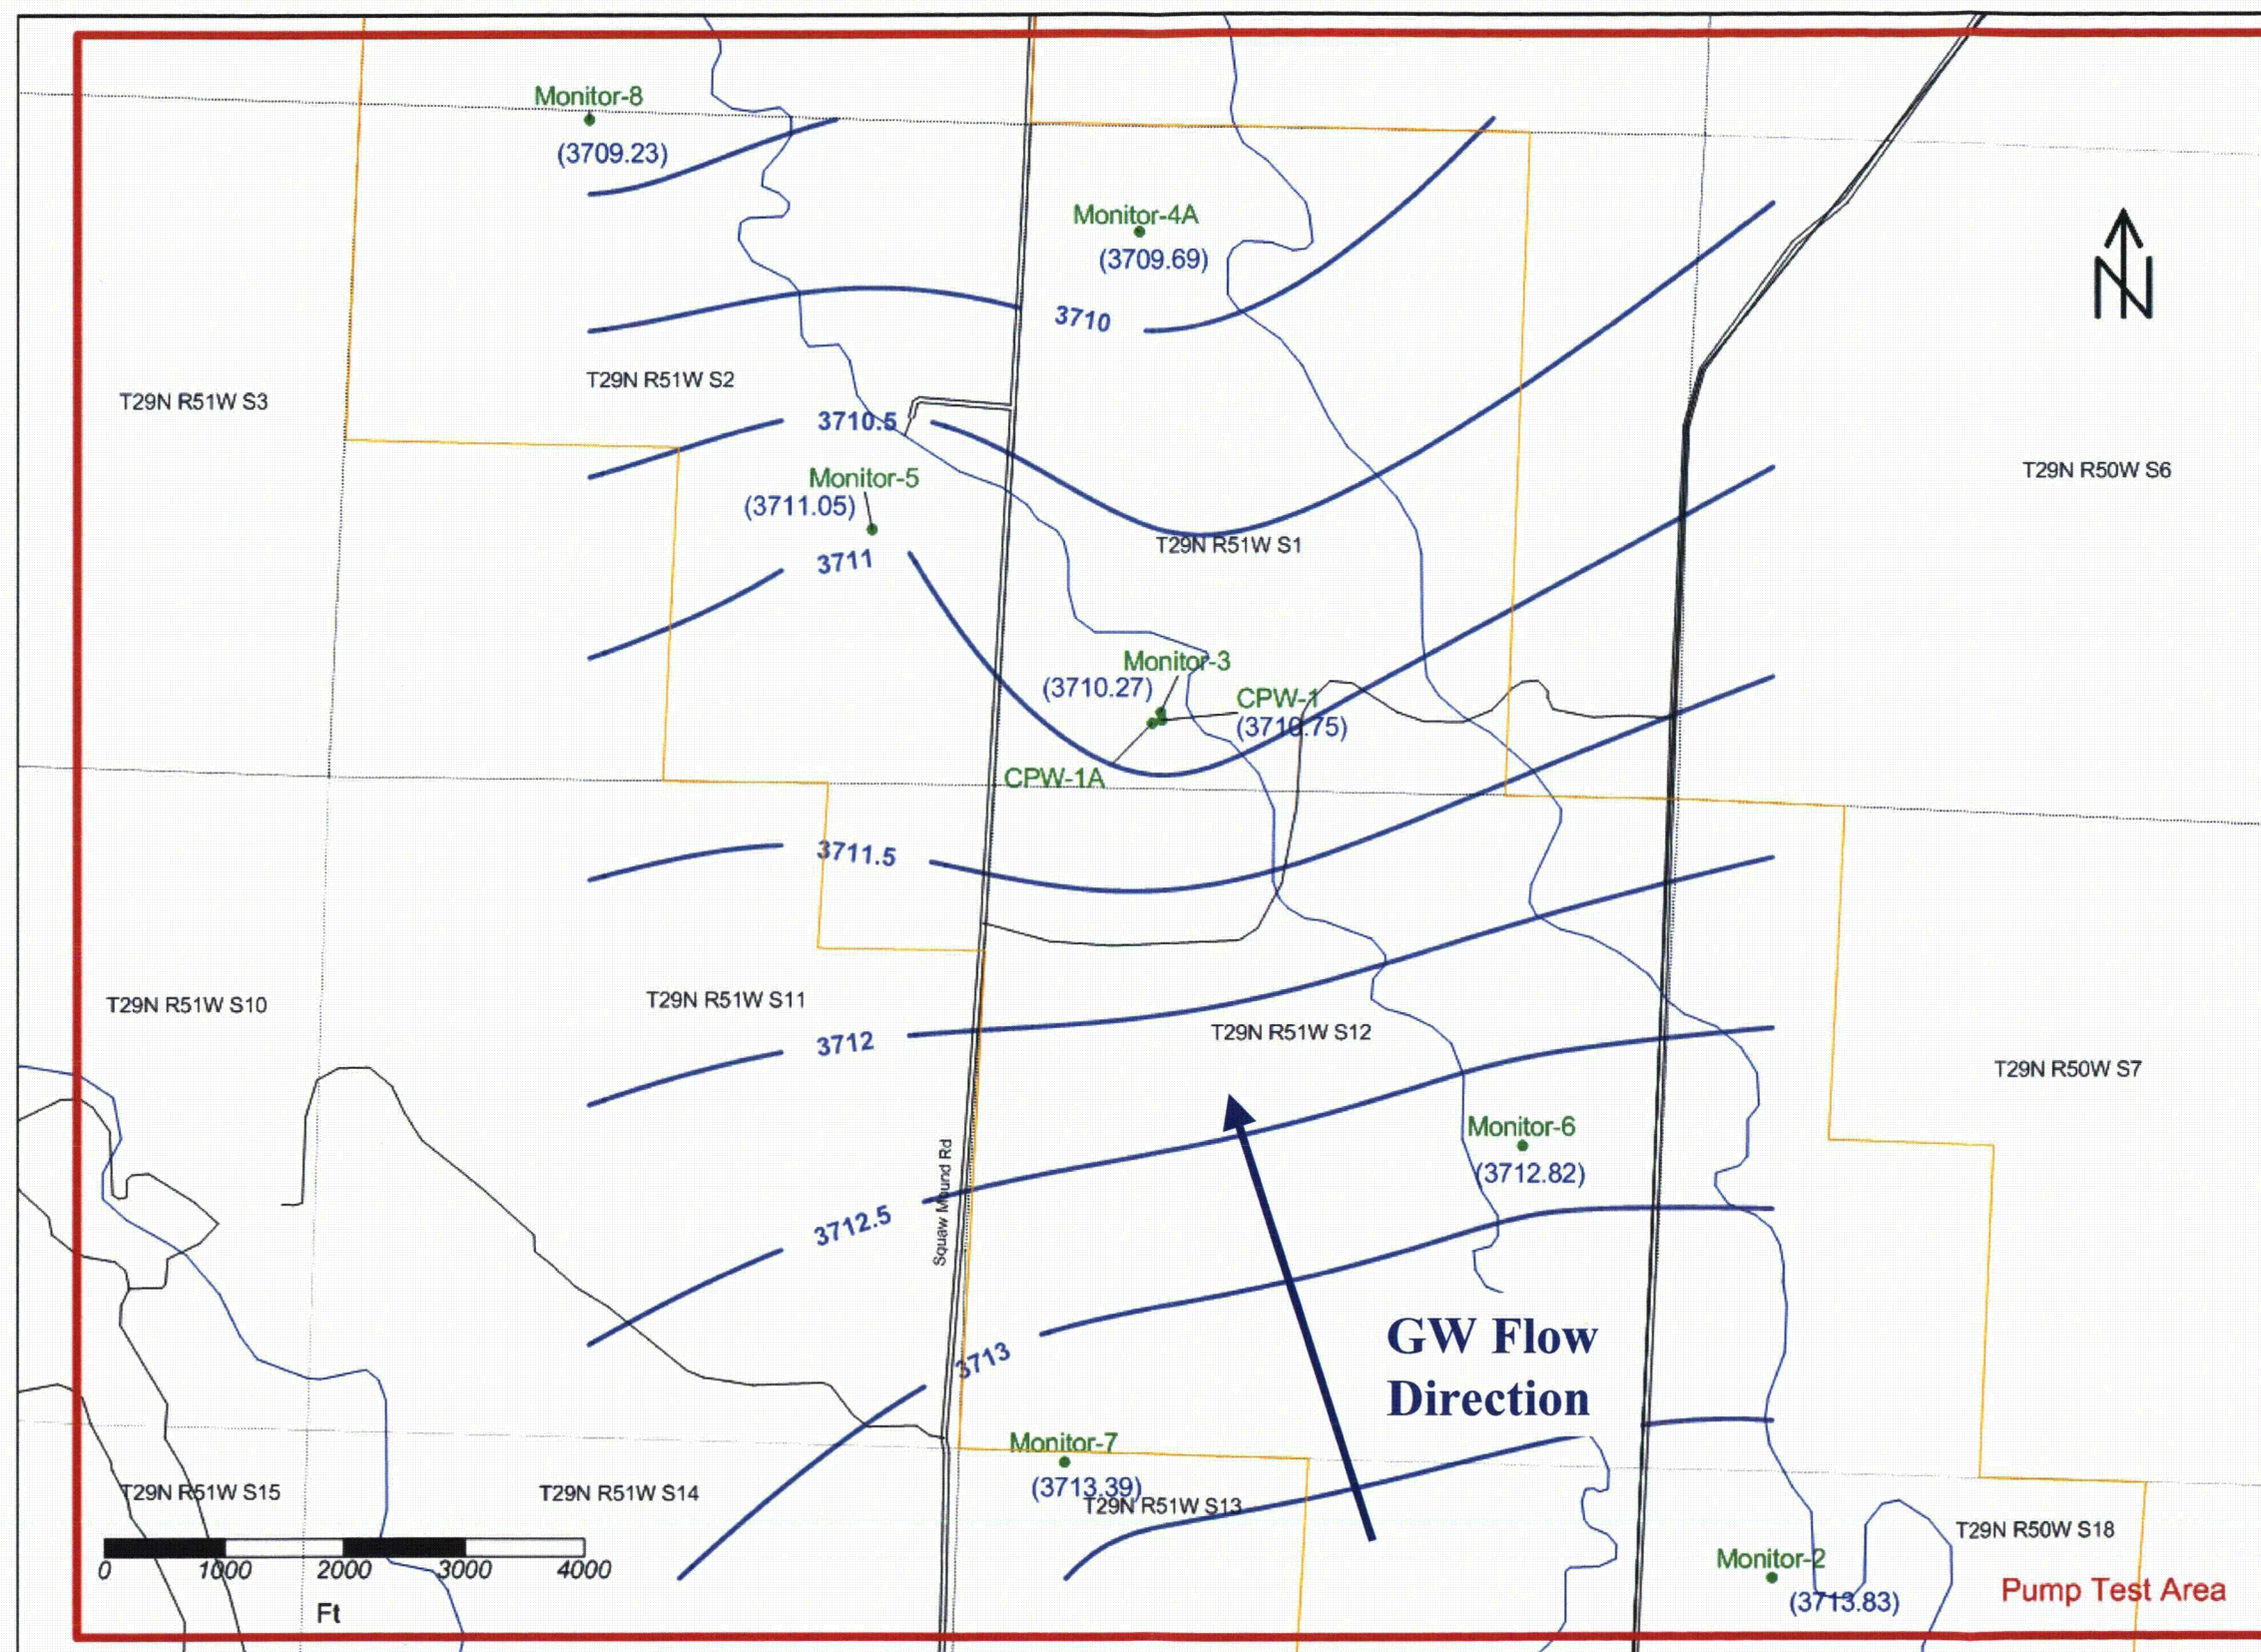 Monitor-8
(3709.23)
Monitor-4A
(3709.69)
N
3710
T29N R51W S3
T29N R51W S2
3710.5
T29N R50W S6
Monitor-5
(3711.05)
3711
T29N R51W S1
Monitor-3
(3710.27)
CPW-1
(3710.75)
CPW-1A
3711.5
T29N R51W S10
T29N R51W S11
3712
T29N R51W S12
T29N R50W S7
Monitor-6
(3712.82)
3712.5
Squaw Mound Rd
3713
GW Flow
Direction
Monitor-7
(3713.39)
T29N R51W S15
T29N R51W S14
T29N R51W S13
T29N R50W S18
Monitor-2
(3713.83)
Pump Test Area
0 1000 2000 3000 4000
Ft